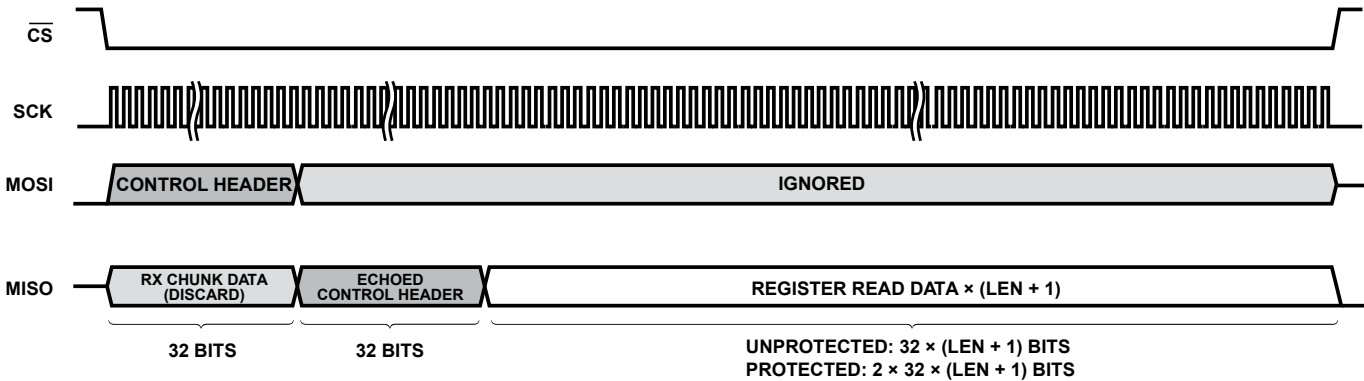 CS
SCK
MOSI
CONTROL HEADER
IGNORED
MISO
RX CHUNK DATA
(DISCARD)
ECHOED
CONTROL HEADER
REGISTER READ DATA × (LEN + 1)
32 BITS
32 BITS
UNPROTECTED: 32 × (LEN + 1) BITS
PROTECTED: 2 × 32 × (LEN + 1) BITS